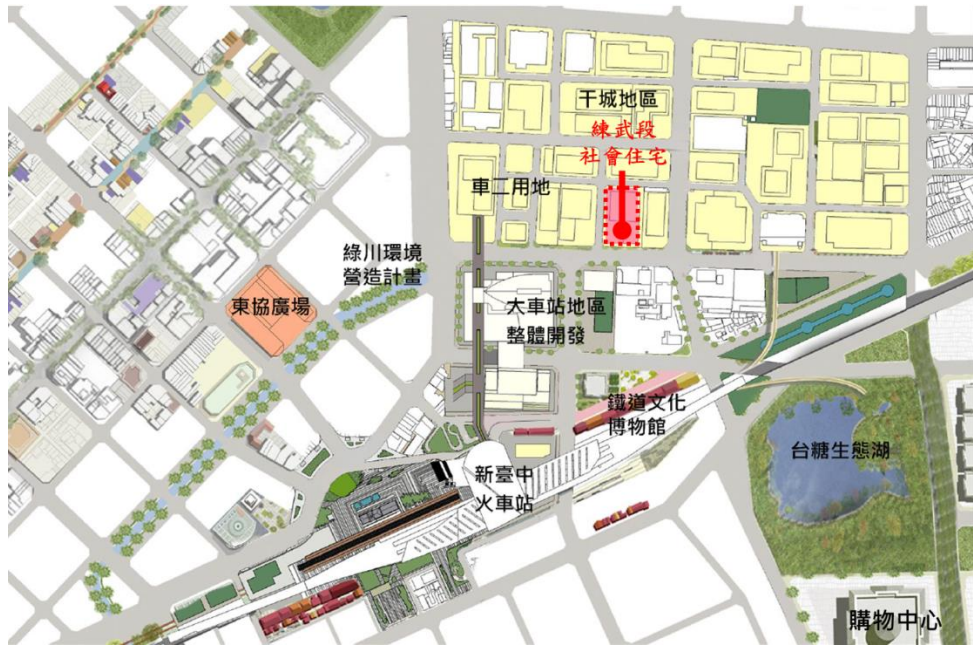 干城地區
練武段
社會住宅
車二用地
綠川環境
營造計畫
東協廣場
大車站地區
整體開發
鐵道文化
博物館
台糖生態湖
新臺中
火車站
購物中心